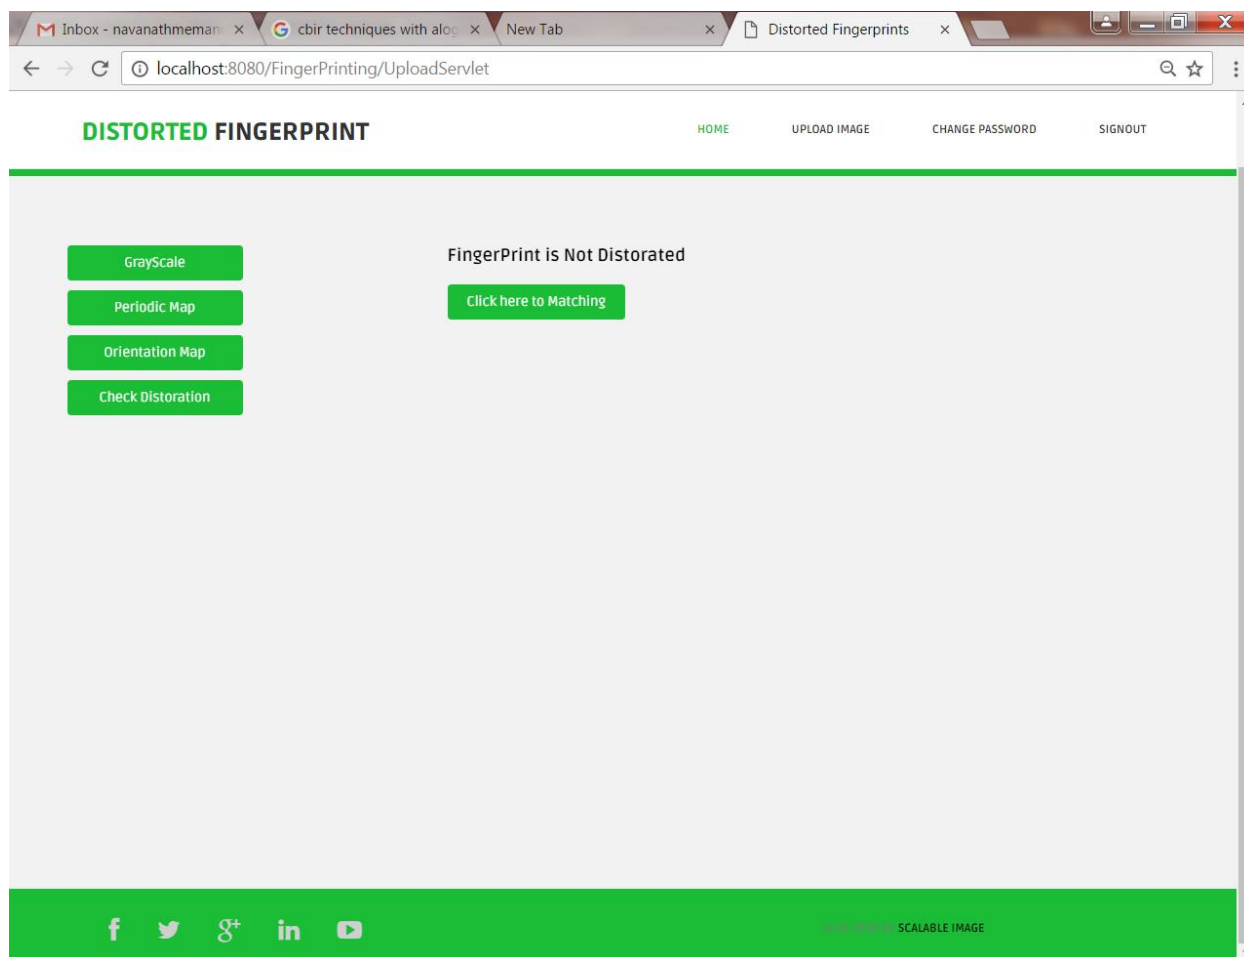 Inbox - navanathmeman
cbir techniques with alog
New Tab
Distorted Fingerprints
localhost:8080/FingerPrinting/UploadServlet
DISTORTED FINGERPRINT
HOME
UPLOAD IMAGE
CHANGE PASSWORD
SIGNOUT
GrayScale
Periodic Map
Orientation Map
Check Distoration
FingerPrint is Not Distorated
Click here to Matching
SCALABLE IMAGE